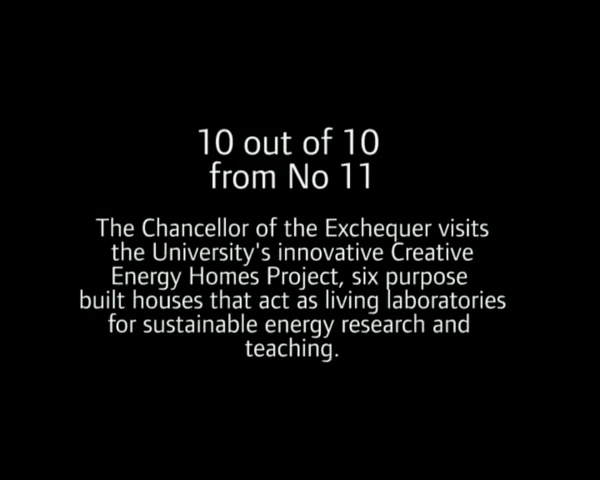 10 out of 10
from No 11
The Chancellor of the Exchequer visits
the University's innovative Creative
Energy Homes Project, six purpose
built houses that act as living laboratories
for sustainable energy research and
teaching.